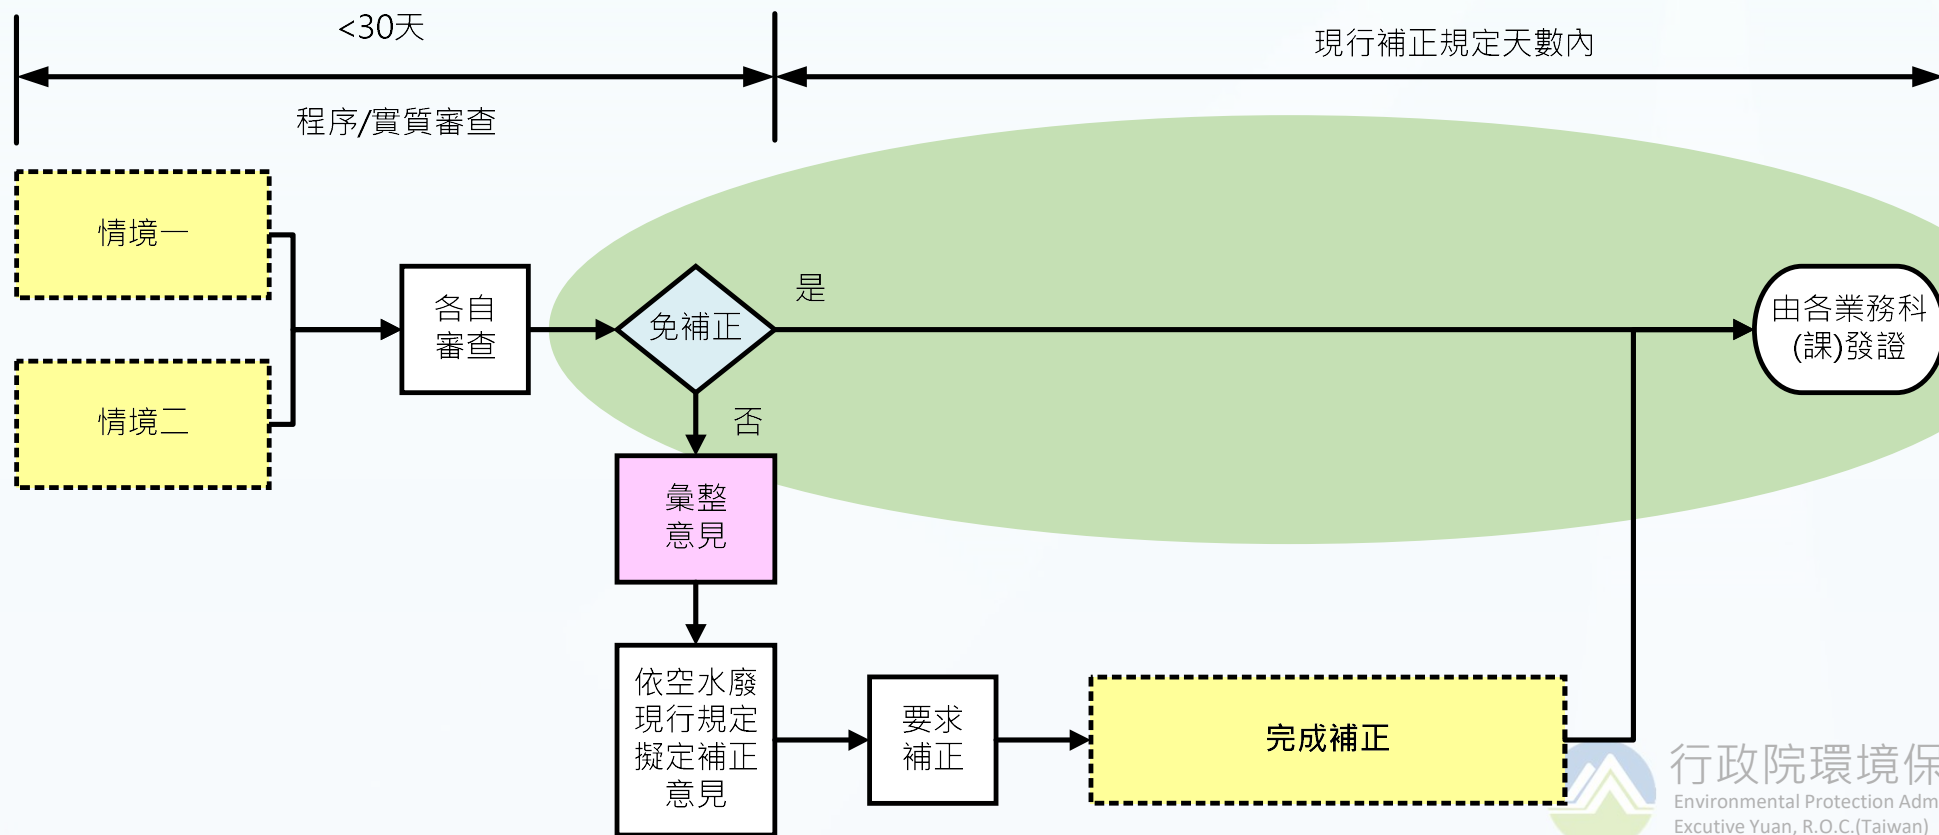 <30天
現行補正規定天數內
程序/實質審查
情境一
情境二
各自
審查
免補正
是
否
由各業務科
(課)發證
彙整
意見
依空水廢
現行規定
擬定補正
意見
要求
補正
完成補正
行政院環境保
Environmental Protection Adm
Excutive Yuan, R.O.C.(Taiwan)